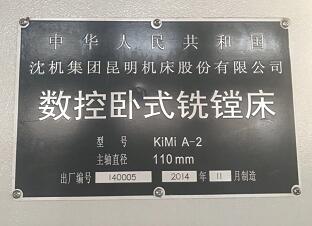 中华人民共和国
沈机集团昆明机床股份有限公司
数控卧式铣镗床
型号 KiMi A-2
主轴直径 110mm
出厂编号 140005 2014 年 11 月制造